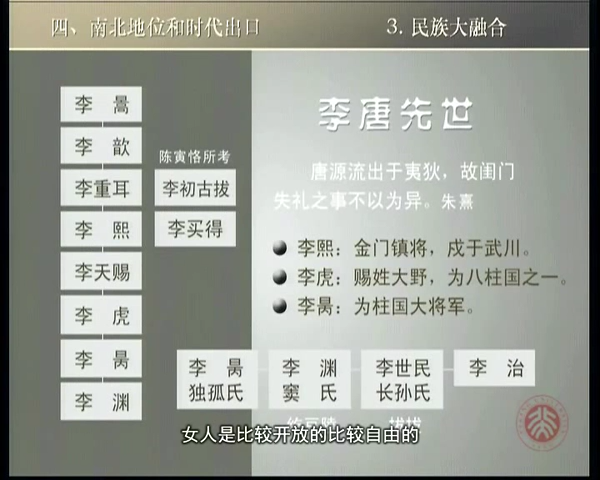 四、南北地位和时代出口
3. 民族大融合
李 暠
李 歆
李重耳
李 熙
李天赐
李 虎
李 昺
李 渊
陈寅恪所考
李初古拔
李买得
李唐先世
唐源流出于夷狄，故闺门
失礼之事不以为异。朱熹
李熙：金门镇将，戍于武川。
李虎：赐姓大野，为八柱国之一。
李昺：为柱国大将军。
李 昺
独孤氏
李 渊
窦 氏
李世民
长孙氏
李 治
女人是比较开放的比较自由的